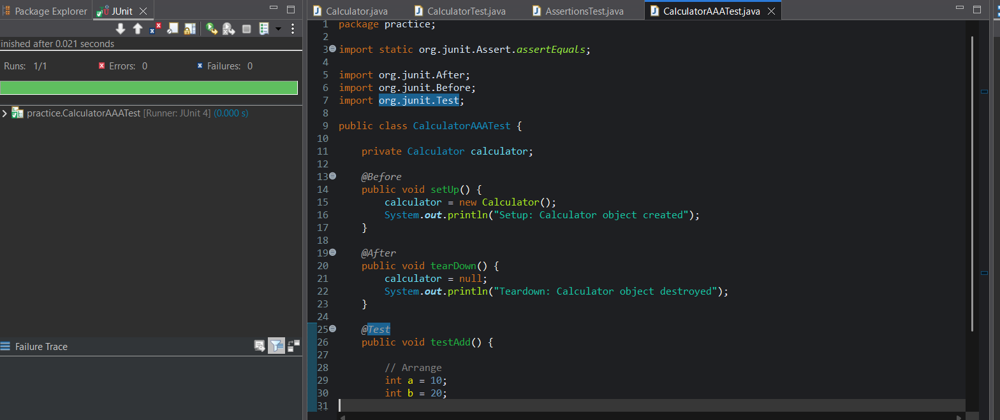 Package Explorer
JUnit
inished after 0.021 seconds
Runs: 1/1
Errors: 0
Failures: 0
practice.CalculatorAAATest [Runner: JUnit 4] (0.000 s)
Failure Trace
Calculator.java
CalculatorTest.java
AssertionsTest.java
CalculatorAAATest.java
1 package practice;
2
3 import static org.junit.Assert.assertEquals;
4
5 import org.junit.After;
6 import org.junit.Before;
7 import org.junit.Test;
8
9 public class CalculatorAAATest {
10
11     private Calculator calculator;
12
13     @Before
14     public void setUp() {
15         calculator = new Calculator();
16         System.out.println("Setup: Calculator object created");
17     }
18
19     @After
20     public void tearDown() {
21         calculator = null;
22         System.out.println("Teardown: Calculator object destroyed");
23     }
24
25     @Test
26     public void testAdd() {
27
28         // Arrange
29         int a = 10;
30         int b = 20;
31